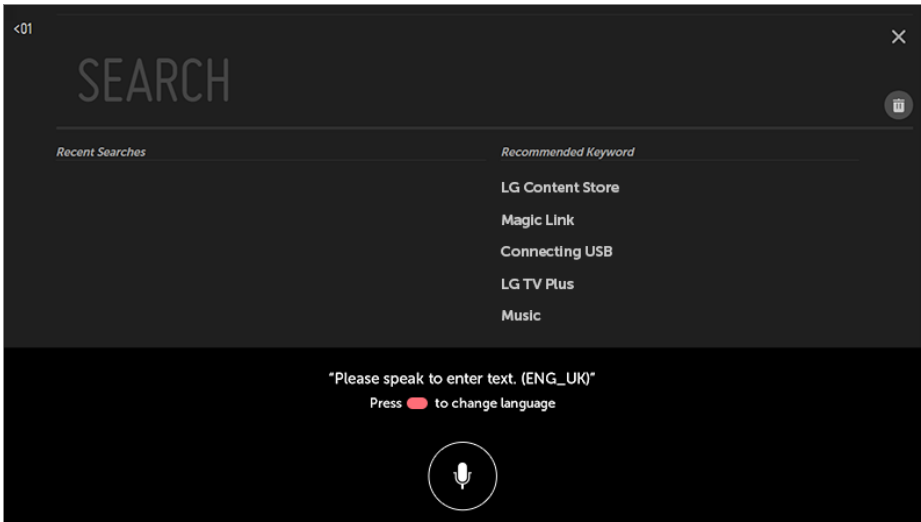 <01
SEARCH
Recent Searches
Recommended Keyword
LG Content Store
Magic Link
Connecting USB
LG TV Plus
Music
“Please speak to enter text. (ENG_UK)”
Press to change language